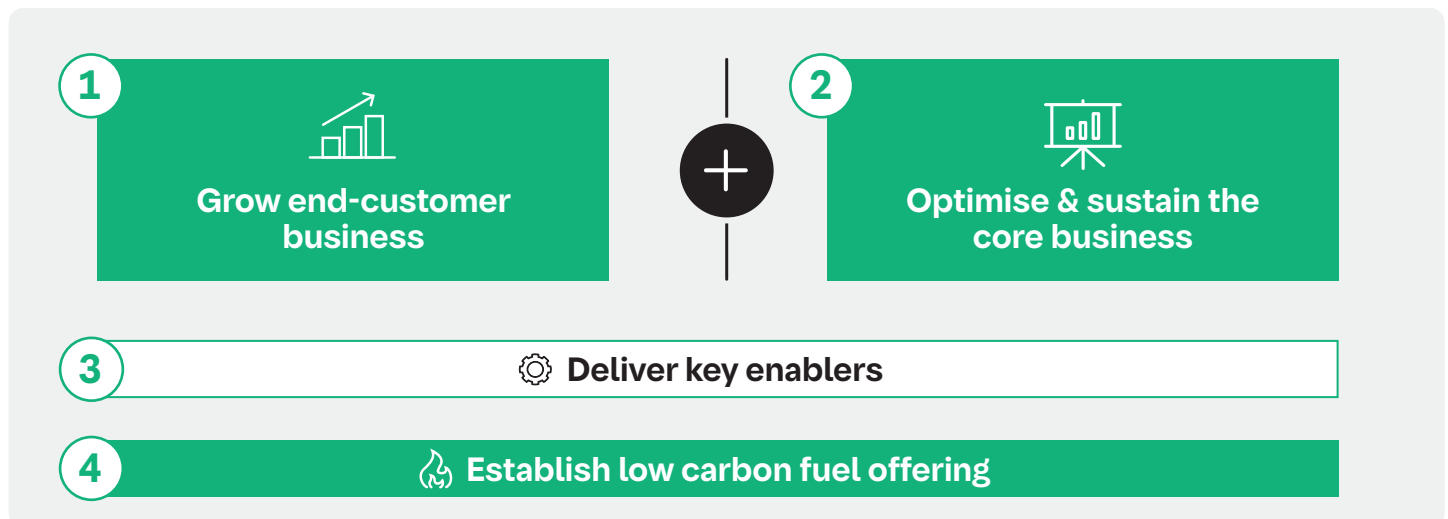 1
Grow end-customer
business
2
Optimise & sustain the
core business
3
Deliver key enablers
4
Establish low carbon fuel offering